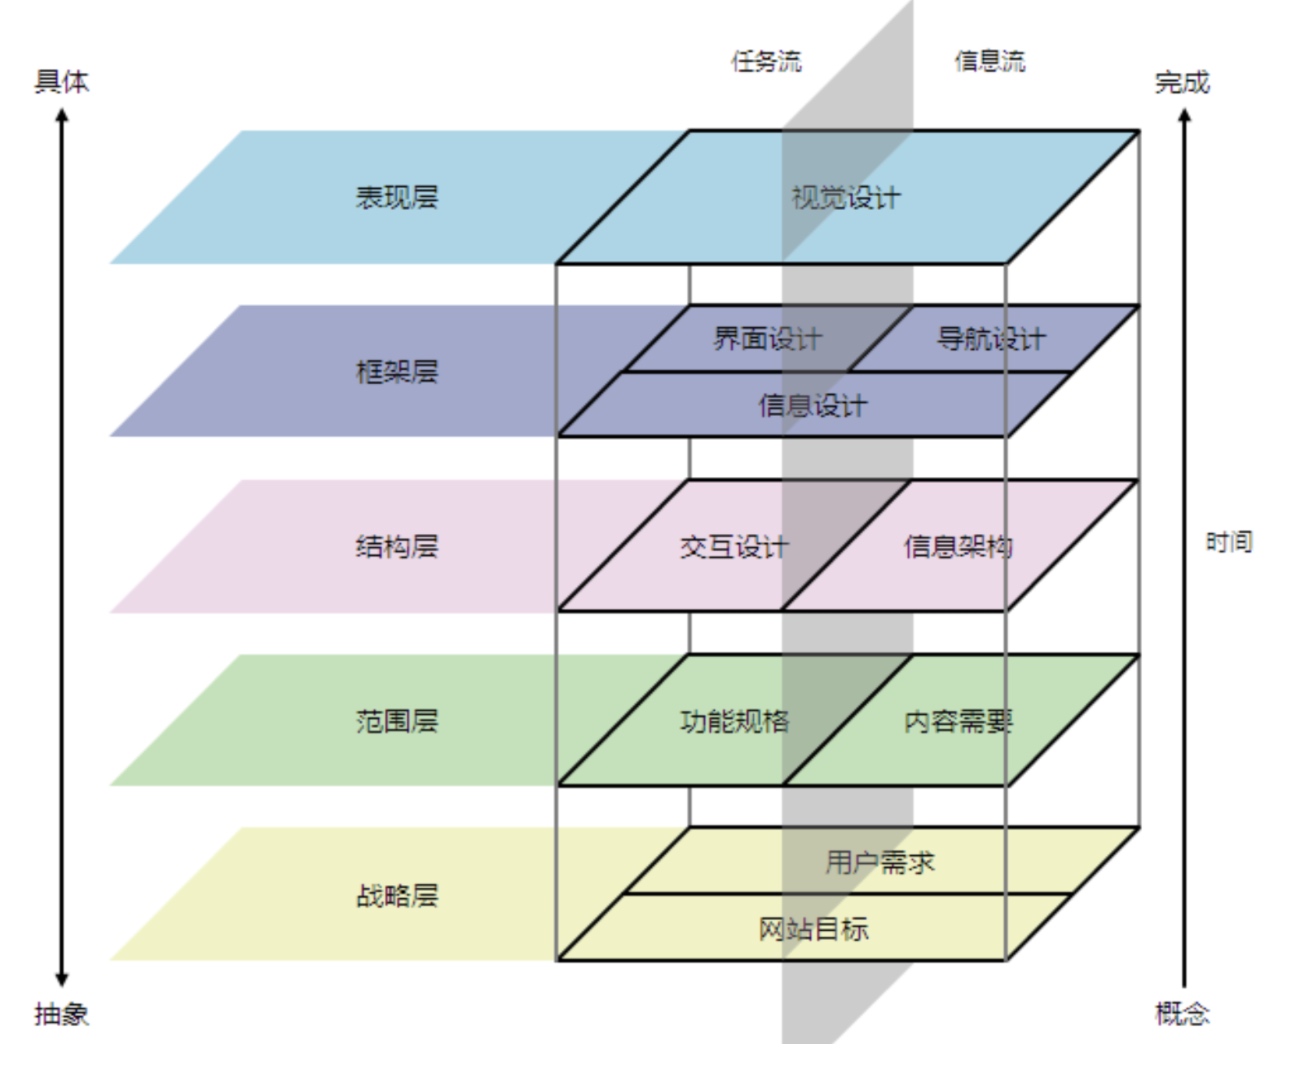 任务流
信息流
具体
完成
表现层
视觉设计
框架层
界面设计
导航设计
信息设计
结构层
交互设计
信息架构
时间
范围层
功能规格
内容需要
战略层
用户需求
网站目标
抽象
概念